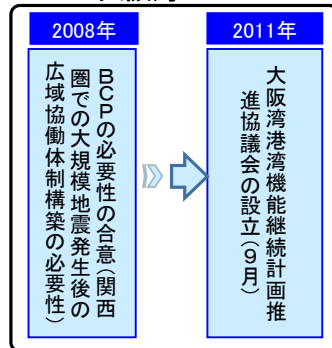 2008年
BCPの必要性の合意(関西
圏での大規模地震発生後の
広域協働体制構築の必要性)
2011年
大阪湾港湾機能継続計画推
進協議会の設立(9月)